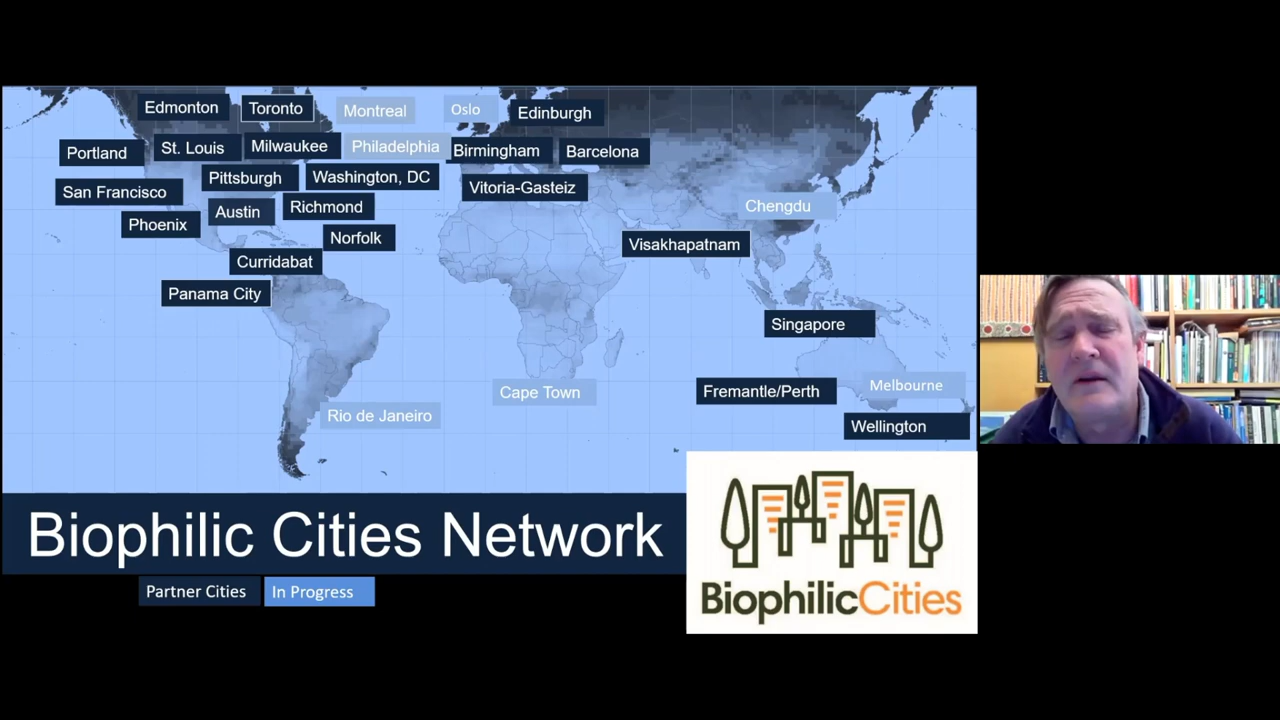 Edmonton
Toronto
Montreal
Oslo
Edinburgh
Portland
St. Louis
Milwaukee
Philadelphia
Birmingham
Barcelona
San Francisco
Pittsburgh
Washington, DC
Vitoria-Gasteiz
Phoenix
Austin
Richmond
Chengdu
Norfolk
Visakhapatnam
Curridabat
Panama City
Singapore
Cape Town
Fremantle/Perth
Melbourne
Rio de Janeiro
Wellington
Biophilic Cities Network
BiophilicCities
Partner Cities
In Progress